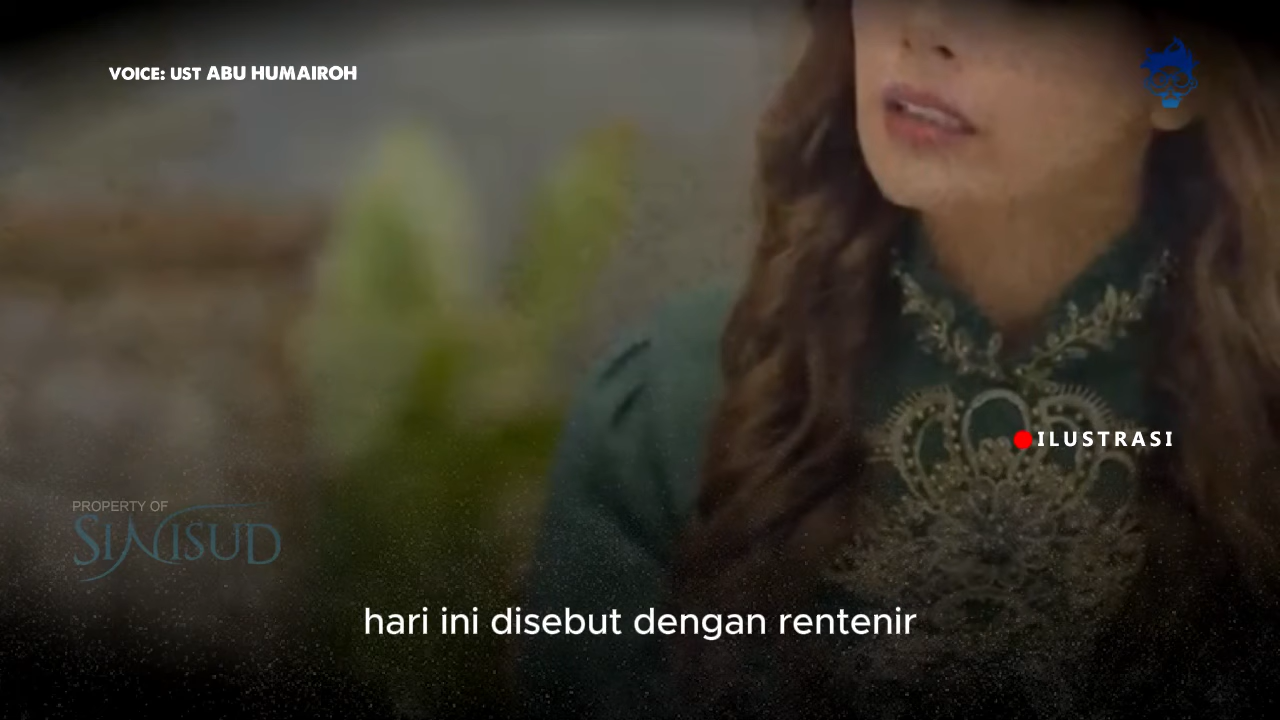 VOICE: UST ABU HUMAIROH
ILUSTRASI
PROPERTY OF
SINISUD
hari ini disebut dengan rentenir